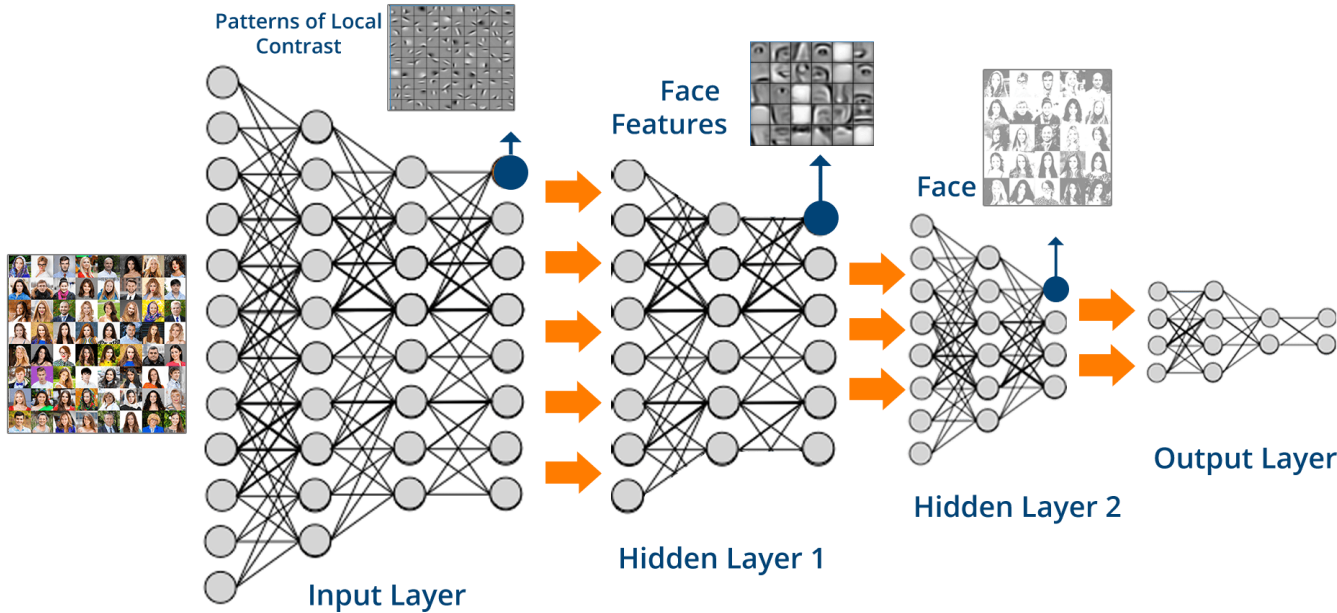 Patterns of Local
Contrast
Face
Features
Face
Input Layer
Hidden Layer 1
Hidden Layer 2
Output Layer